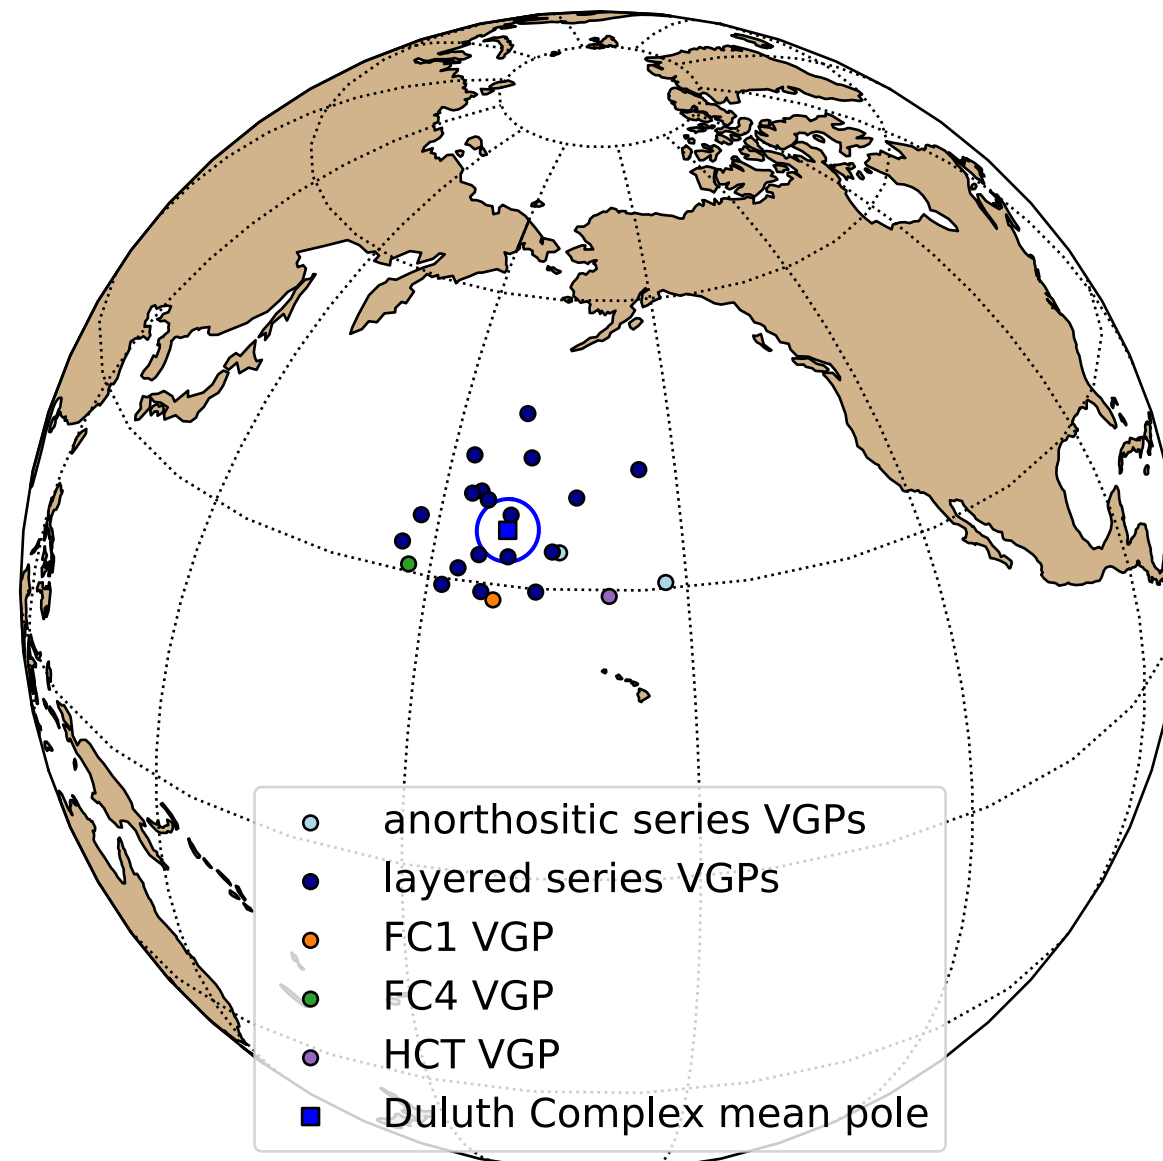 anorthositic series VGPs
layered series VGPs
FC1 VGP
FC4 VGP
HCT VGP
Duluth Complex mean pole